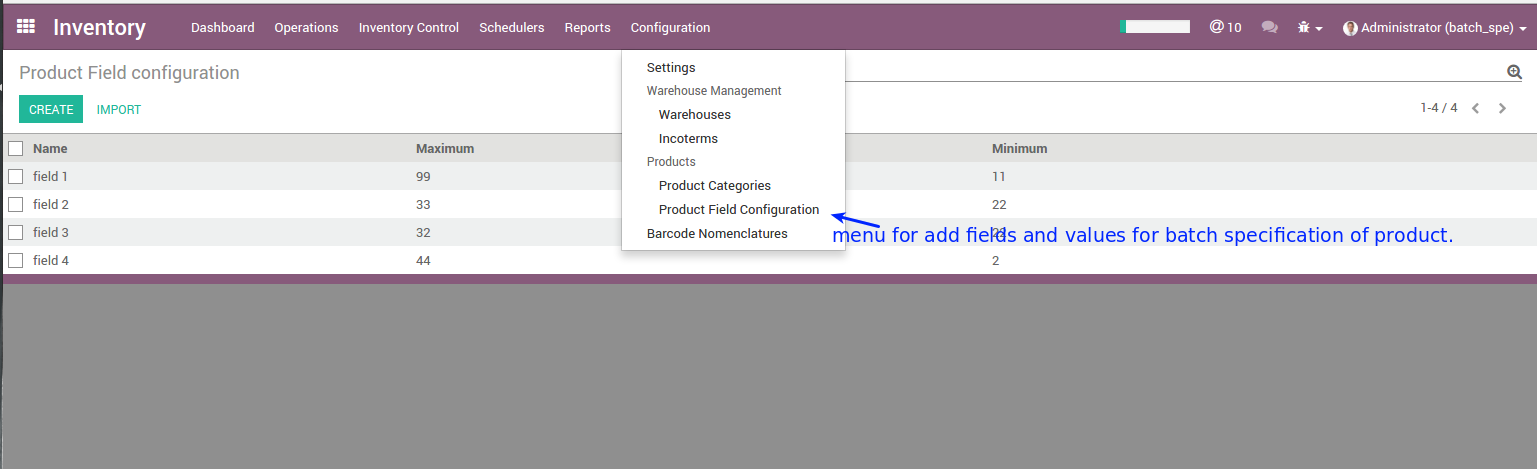 Inventory Dashboard Operations Inventory Control Schedulers Reports Configuration @10 Administrator (batch_spe)
Product Field configuration
CREATE IMPORT
1-4 / 4
Settings
Warehouse Management
Warehouses
Incoterms
Products
Product Categories
Product Field Configuration
Barcode Nomenclatures
menu for add fields and values for batch specification of product.
Name Maximum Minimum
field 1 99 11
field 2 33 22
field 3 32
field 4 44 2